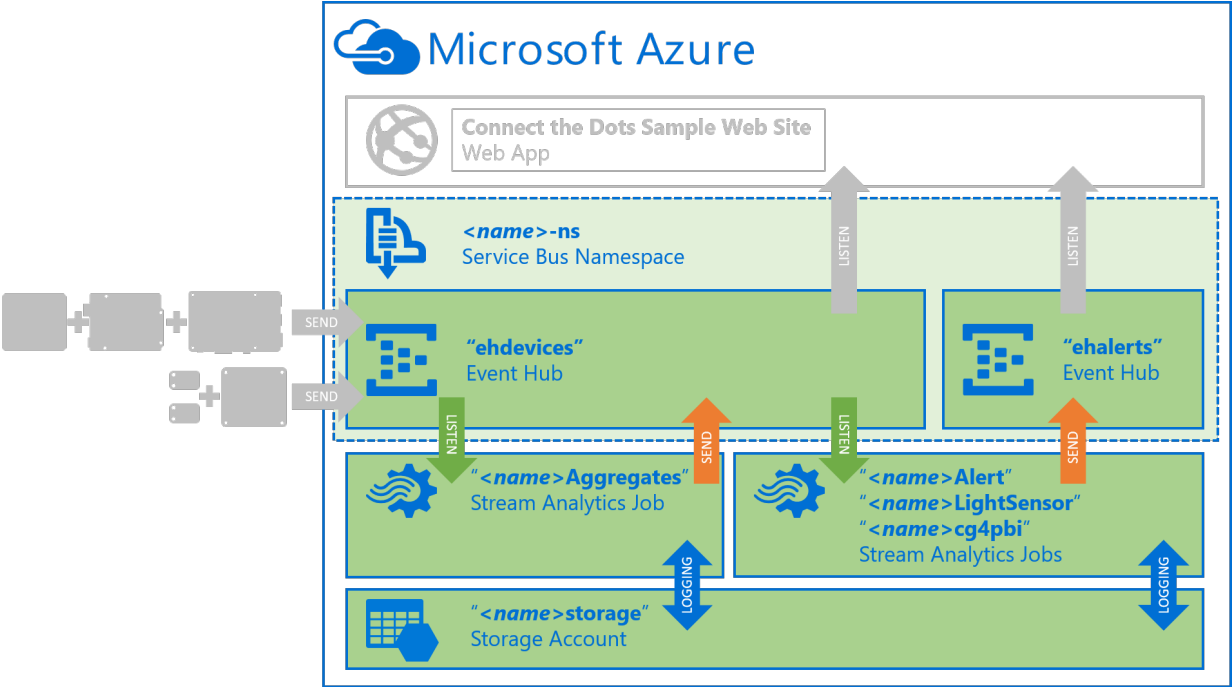 Microsoft Azure
Connect the Dots Sample Web Site
Web App
<name>-ns
Service Bus Namespace
LISTEN
LISTEN
SEND
SEND
“ehdevices”
Event Hub
“ehalerts”
Event Hub
LISTEN
SEND
LISTEN
SEND
“<name>Aggregates”
Stream Analytics Job
“<name>Alert”
“<name>LightSensor”
“<name>cg4pbi”
Stream Analytics Jobs
LOGGING
LOGGING
“<name>storage”
Storage Account